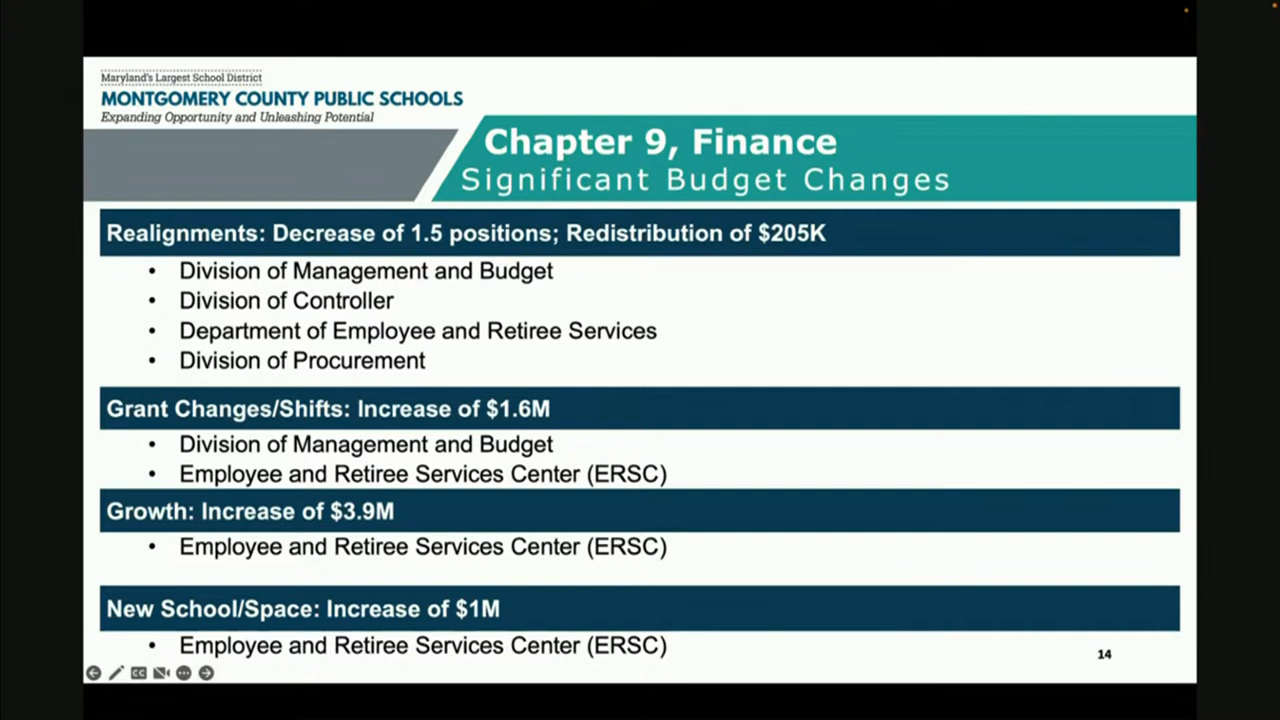 Maryland's Largest School District
MONTGOMERY COUNTY PUBLIC SCHOOLS
Expanding Opportunity and Unleashing Potential
Chapter 9, Finance
Significant Budget Changes
Realignments: Decrease of 1.5 positions; Redistribution of $205K
• Division of Management and Budget
• Division of Controller
• Department of Employee and Retiree Services
• Division of Procurement
Grant Changes/Shifts: Increase of $1.6M
• Division of Management and Budget
• Employee and Retiree Services Center (ERSC)
Growth: Increase of $3.9M
• Employee and Retiree Services Center (ERSC)
New School/Space: Increase of $1M
• Employee and Retiree Services Center (ERSC)
14
CC